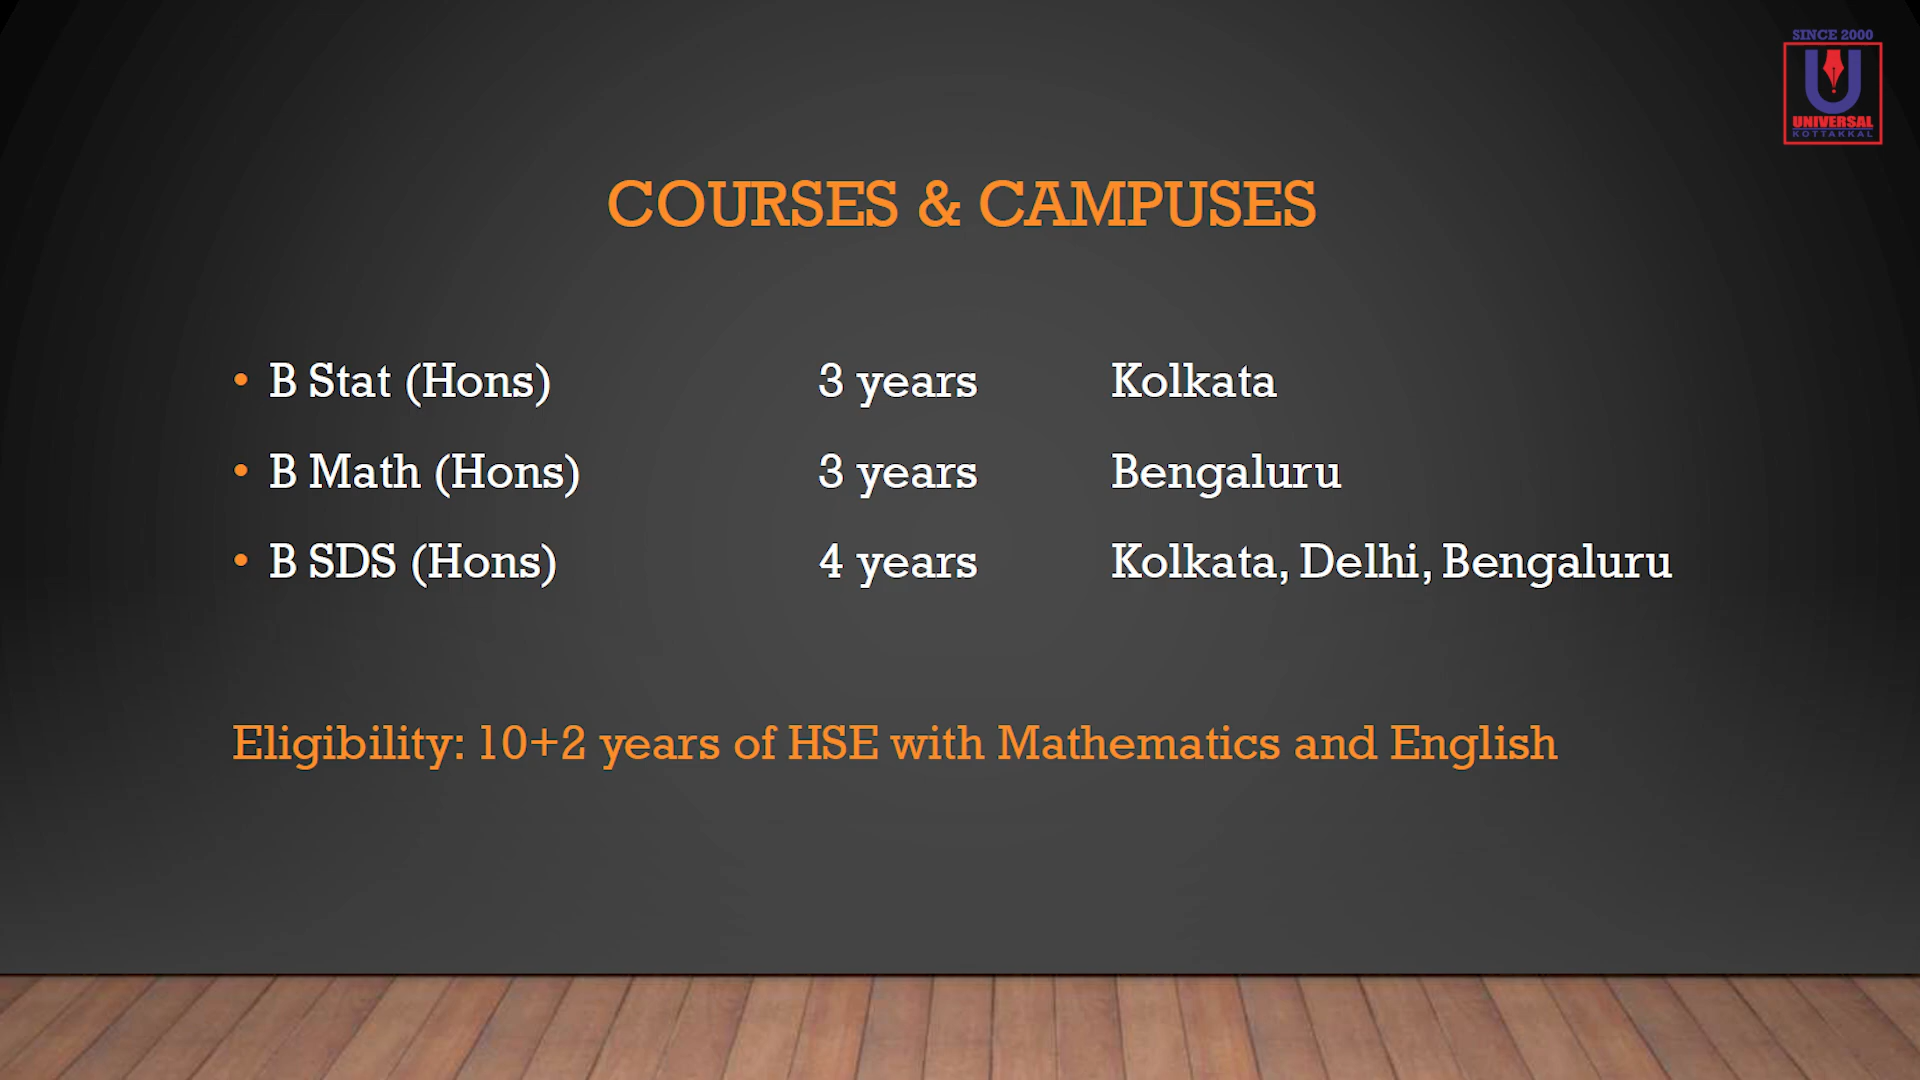 SINCE 2000
U
UNIVERSAL
KOTTAKKAL
COURSES & CAMPUSES
• B Stat (Hons) 3 years Kolkata
• B Math (Hons) 3 years Bengaluru
• B SDS (Hons) 4 years Kolkata, Delhi, Bengaluru
Eligibility: 10+2 years of HSE with Mathematics and English